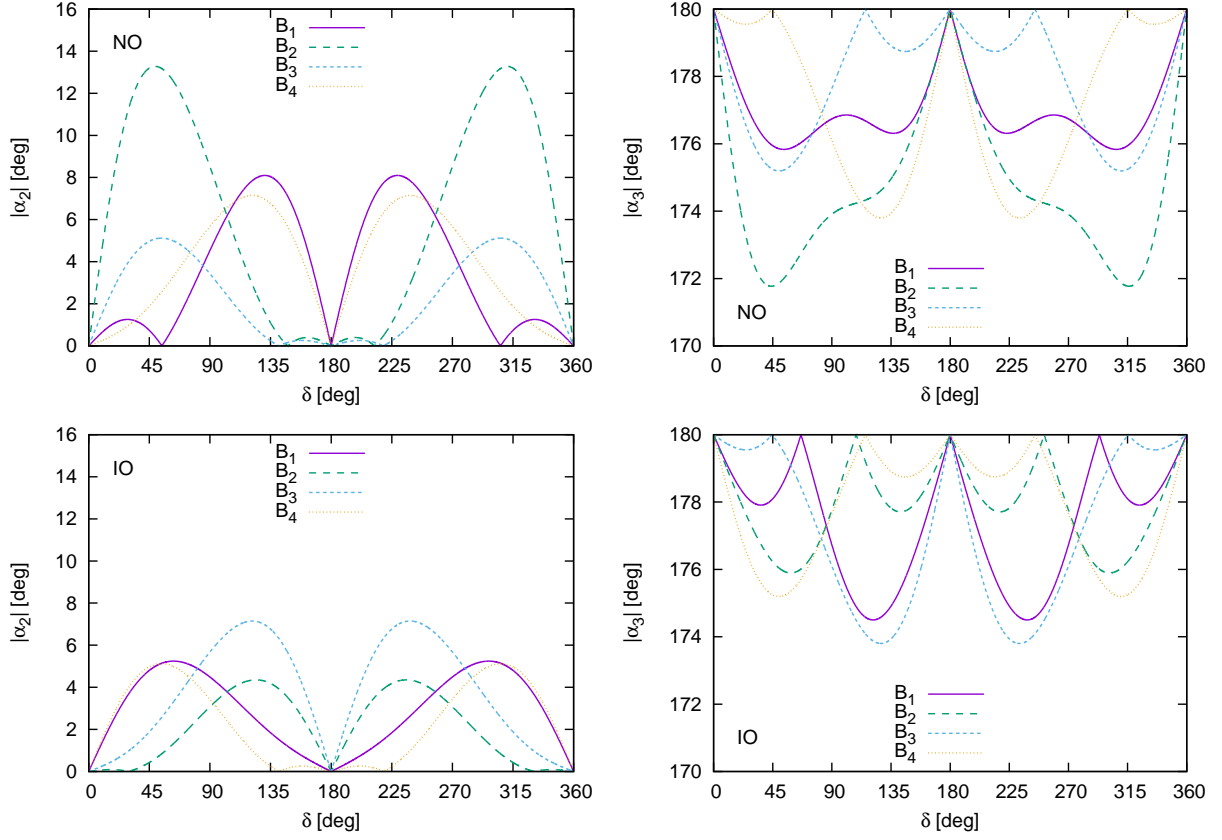 16
14
12
10
8
6
4
2
0
|α₂| [deg]
NO
B₁
B₂
B₃
B₄
0 45 90 135 180 225 270 315 360
δ [deg]
180
178
176
174
172
170
|α₃| [deg]
B₁
B₂
B₃
B₄
NO
0 45 90 135 180 225 270 315 360
δ [deg]
16
14
12
10
8
6
4
2
0
|α₂| [deg]
IO
B₁
B₂
B₃
B₄
0 45 90 135 180 225 270 315 360
δ [deg]
180
178
176
174
172
170
|α₃| [deg]
B₁
B₂
B₃
B₄
IO
0 45 90 135 180 225 270 315 360
δ [deg]